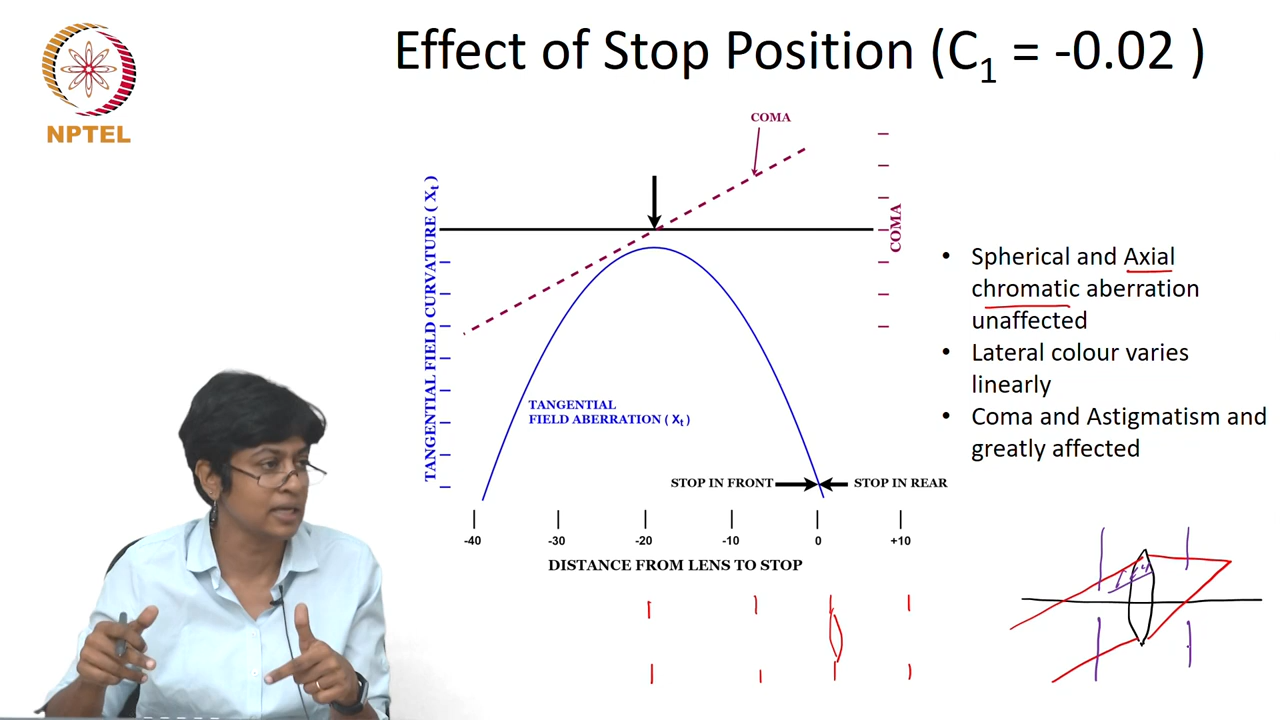 Effect of Stop Position (C1 = -0.02 )
NPTEL
COMA
TANGENTIAL FIELD CURVATURE ( Xt )
COMA
TANGENTIAL
FIELD ABERRATION ( Xt )
STOP IN FRONT
STOP IN REAR
-40
-30
-20
-10
0
+10
DISTANCE FROM LENS TO STOP
• Spherical and Axial
chromatic aberration
unaffected
• Lateral colour varies
linearly
• Coma and Astigmatism and
greatly affected